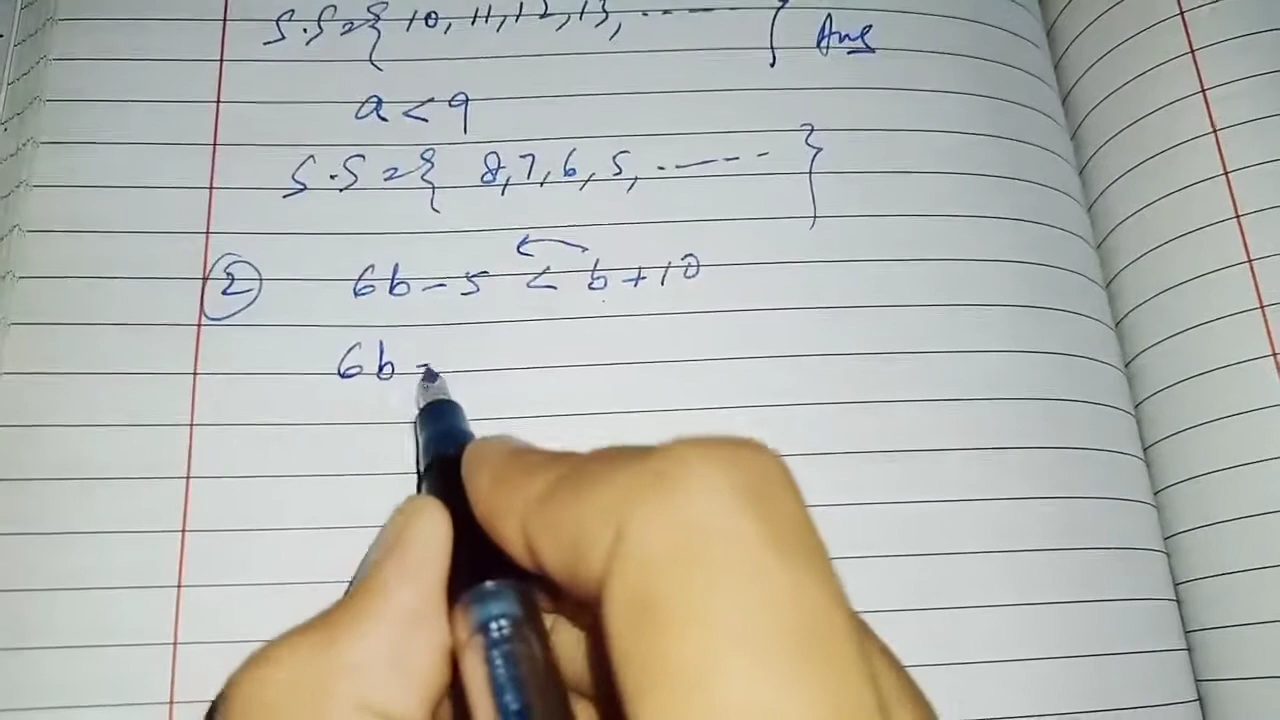 S.S={ 10, 11, 12, 13, ......... } Ans
a < 9
S.S={ 8, 7, 6, 5, ......... }
② 6b - 5 < b + 10
6b -